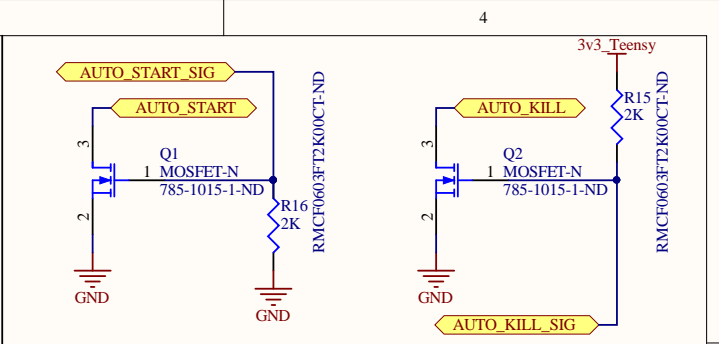 4
AUTO_START_SIG
AUTO_START
3
Q1
1 MOSFET-N
785-1015-1-ND
2
R16
2K
GND
GND
RMCF0603FT2K00CT-ND
3v3_Teensy
R15
2K
AUTO_KILL
3
Q2
1 MOSFET-N
785-1015-1-ND
2
GND
AUTO_KILL_SIG
RMCF0603FT2K00CT-ND